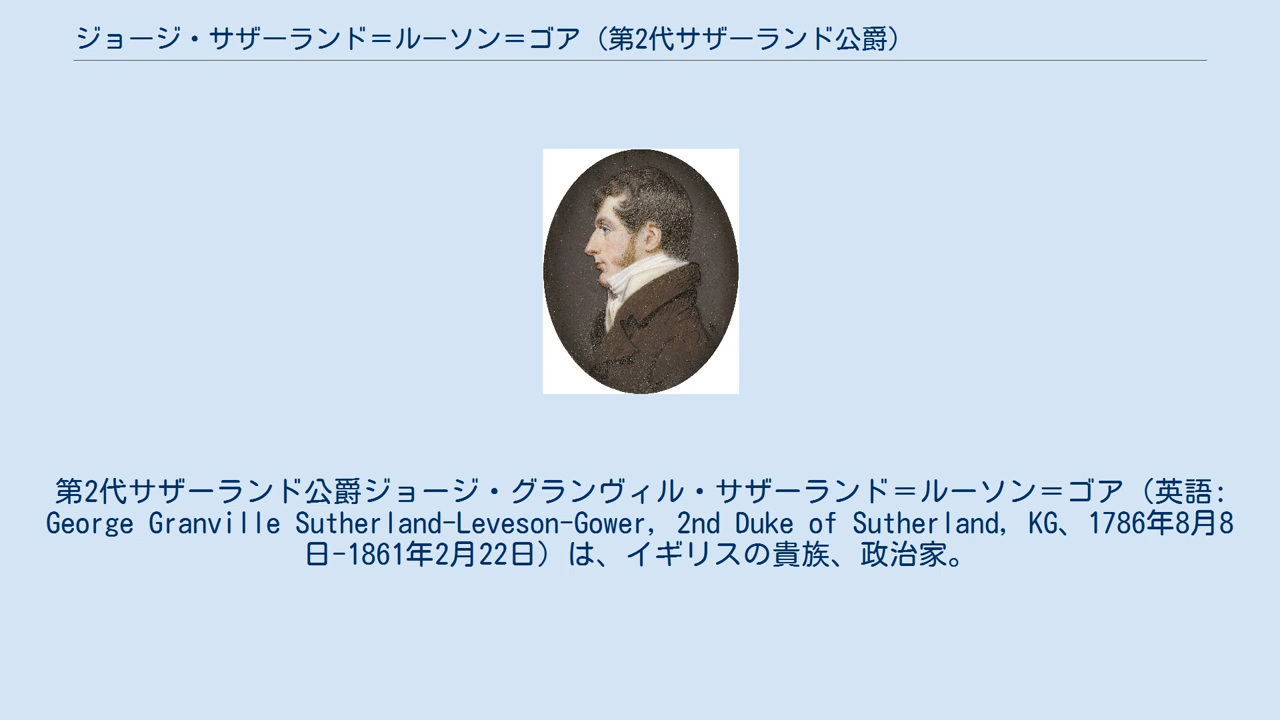 ジョージ・サザーランド＝ルーソン＝ゴア（第2代サザーランド公爵）
第2代サザーランド公爵ジョージ・グランヴィル・サザーランド＝ルーソン＝ゴア（英語:
George Granville Sutherland-Leveson-Gower, 2nd Duke of Sutherland, KG、1786年8月8
日-1861年2月22日）は、イギリスの貴族、政治家。